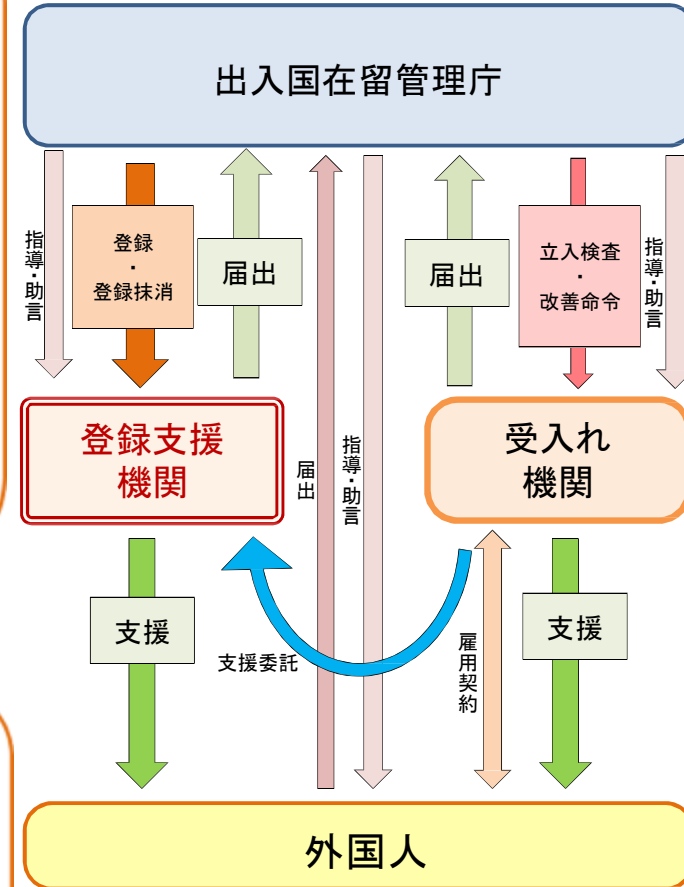 出入国在留管理庁
指導・助言
登録
・
登録抹消
届出
届出
立入検査
・
改善命令
指導・助言
登録支援
機関
届出
指導・助言
受入れ
機関
支援
支援委託
雇用契約
支援
外国人